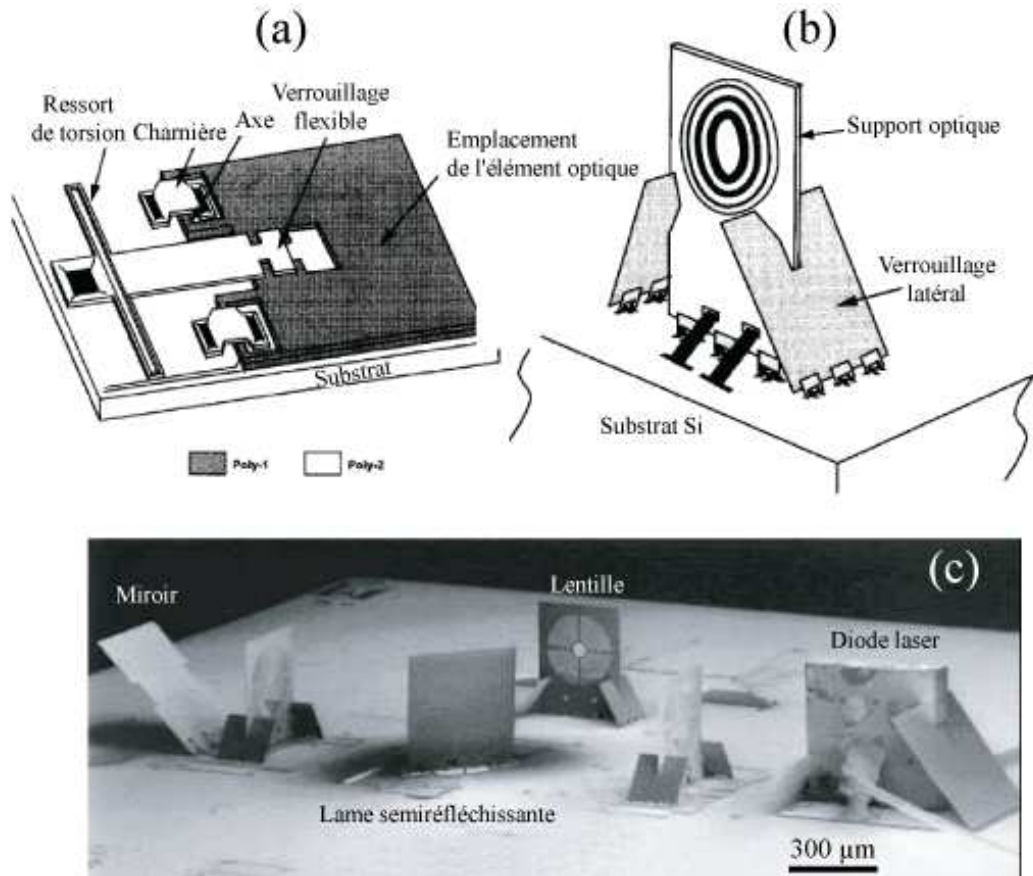 (a)
(b)
Ressort
de torsion
Charnière
Axe
Verrouillage
flexible
Emplacement
de l'élément optique
Substrat
Poly-1
Poly-2
Support optique
Verrouillage
latéral
Substrat Si
(c)
Miroir
Lentille
Diode laser
Lame semiréfléchissante
300 µm